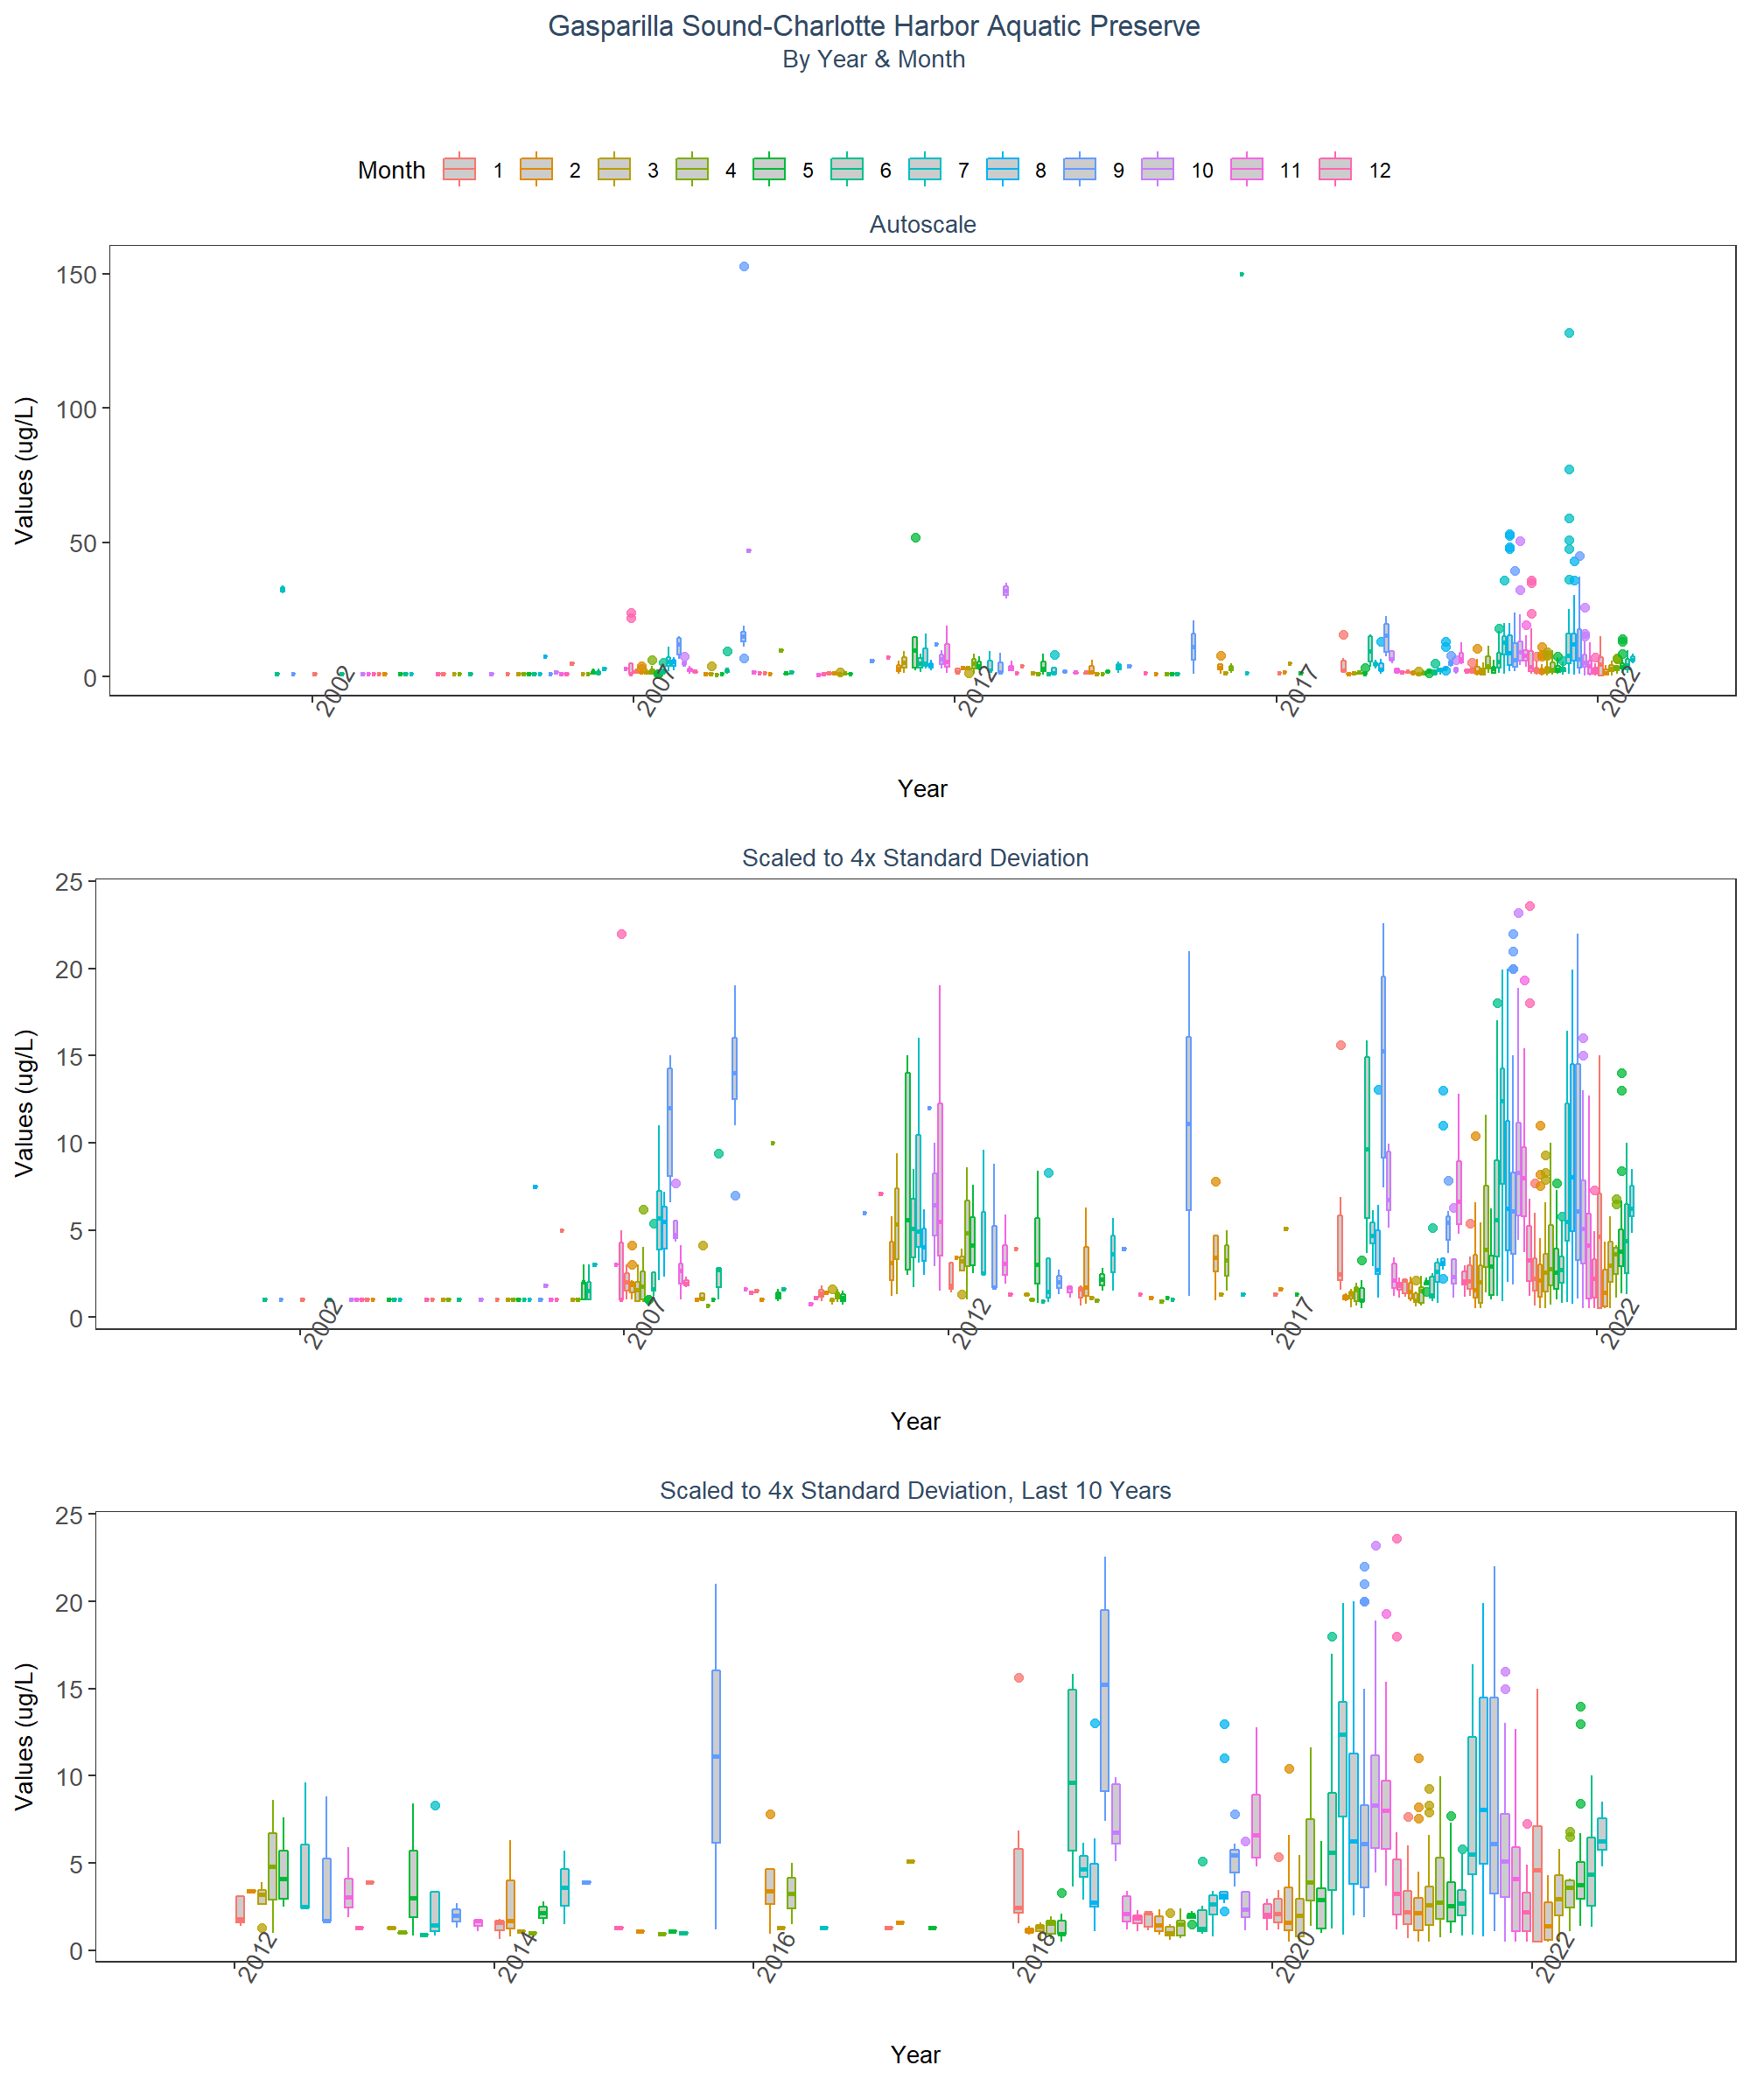 Gasparilla Sound-Charlotte Harbor Aquatic Preserve
By Year & Month
Month 1 2 3 4 5 6 7 8 9 10 11 12
Autoscale
150
100
50
0
Values (ug/L)
2002 2007 2012 2017 2022
Year
Scaled to 4x Standard Deviation
25
20
15
10
5
0
Values (ug/L)
2002 2007 2012 2017 2022
Year
Scaled to 4x Standard Deviation, Last 10 Years
25
20
15
10
5
0
Values (ug/L)
2012 2014 2016 2018 2020 2022
Year